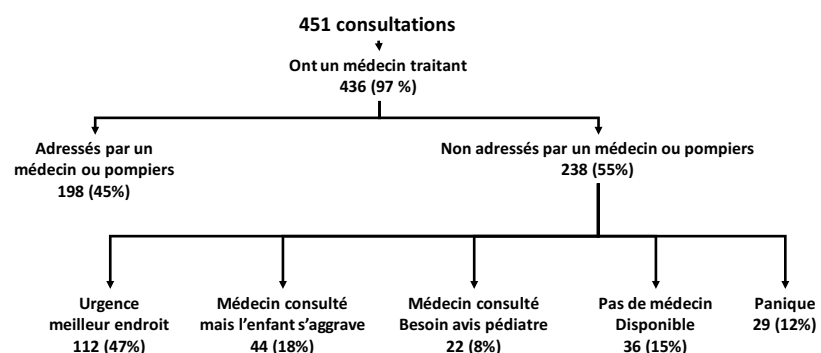 451 consultations
Ont un médecin traitant
436 (97 %)
Adressés par un
médecin ou pompiers
198 (45%)
Non adressés par un médecin ou pompiers
238 (55%)
Urgence
meilleur endroit
112 (47%)
Médecin consulté
mais l’enfant s’aggrave
44 (18%)
Médecin consulté
Besoin avis pédiatre
22 (8%)
Pas de médecin
Disponible
36 (15%)
Panique
29 (12%)